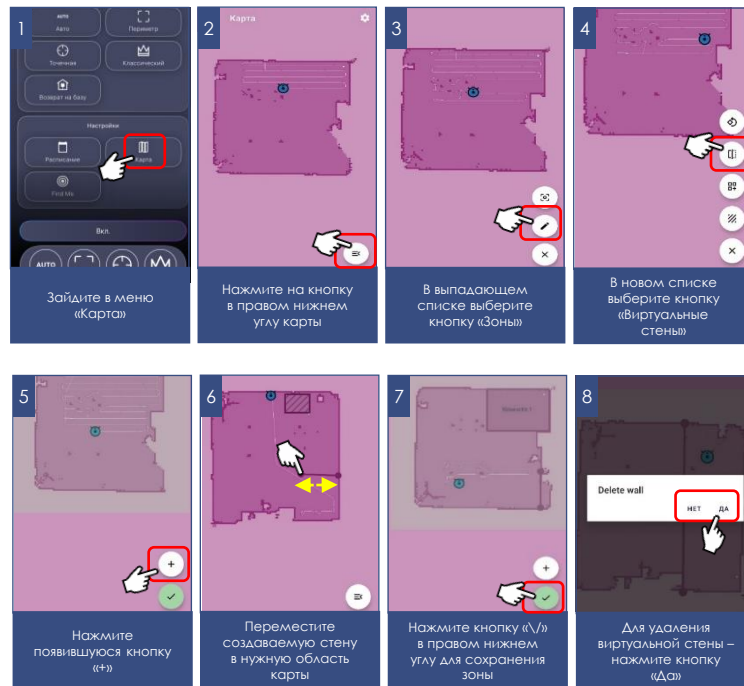 1
AUTO
Авто
Периметр
Точечная
Классический
Возврат на базу
Настройки
Расписание
Карта
Find Me
Вкл.
AUTO
Зайдите в меню
«Карта»
2
Карта
Нажмите на кнопку
в правом нижнем
углу карты
3
В выпадающем
списке выберите
кнопку «Зоны»
4
В новом списке
выберите кнопку
«Виртуальные
стены»
5
+
Нажмите
появившуюся кнопку
«+»
6
Переместите
создаваемую стену
в нужную область
карты
7
+
Нажмите кнопку «\/»
в правом нижнем
углу для сохранения
зоны
8
Delete wall
НЕТ ДА
Для удаления
виртуальной стены –
нажмите кнопку
«Да»